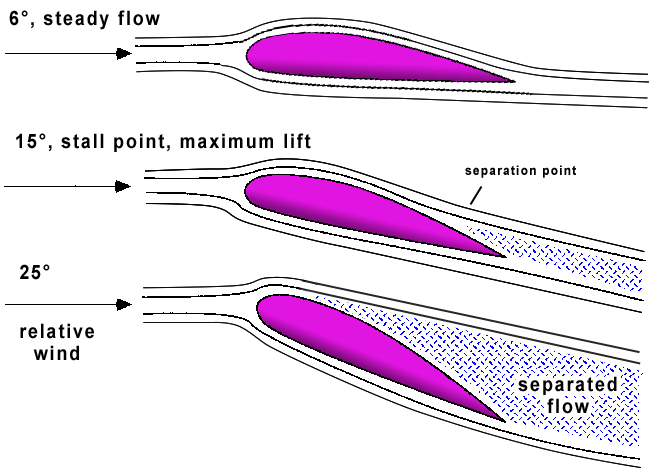 6°, steady flow
15°, stall point, maximum lift
separation point
25°
relative
wind
separated
flow